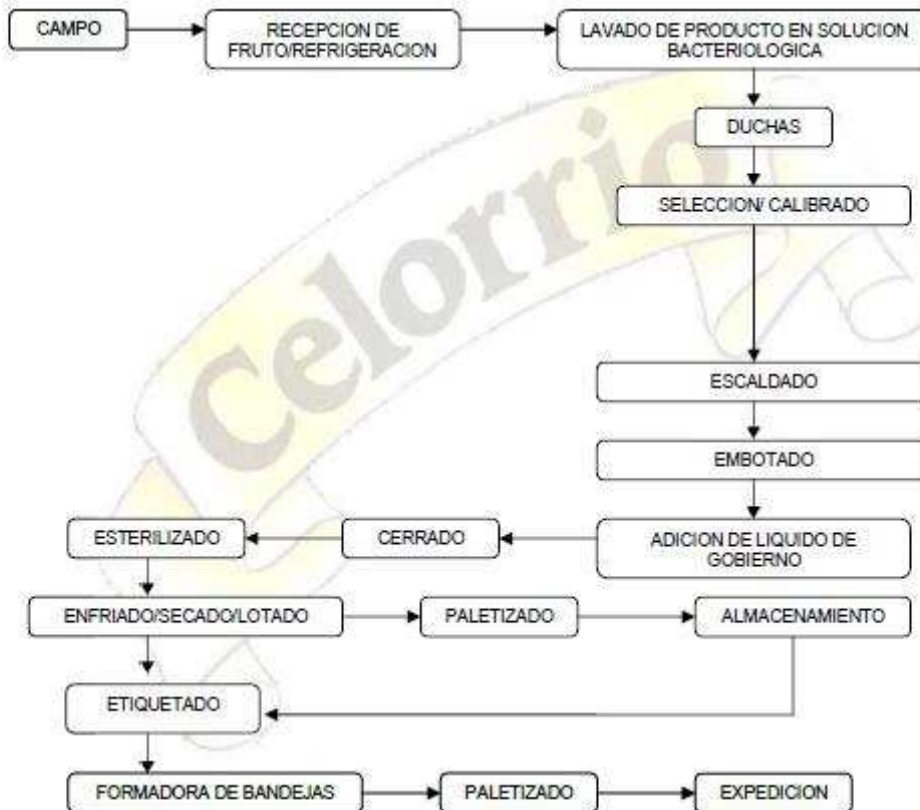 CAMPO
RECEPCION DE
FRUTO/REFRIGERACION
LAVADO DE PRODUCTO EN SOLUCION
BACTERIOLOGICA
DUCHAS
SELECCION/ CALIBRADO
ESCALDADO
EMBOTADO
ADICION DE LIQUIDO DE
GOBIERNO
CERRADO
ESTERILIZADO
ENFRIADO/SECADO/LOTADO
PALETIZADO
ALMACENAMIENTO
ETIQUETADO
FORMADORA DE BANDEJAS
PALETIZADO
EXPEDICION
Celorrio